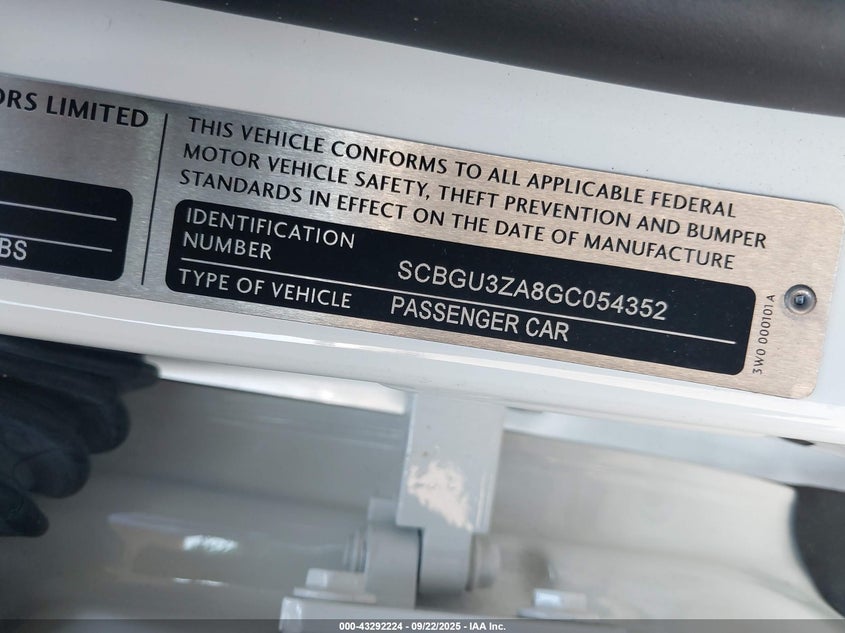 ORS LIMITED
BS
THIS VEHICLE CONFORMS TO ALL APPLICABLE FEDERAL
MOTOR VEHICLE SAFETY, THEFT PREVENTION AND BUMPER
STANDARDS IN EFFECT ON THE DATE OF MANUFACTURE
IDENTIFICATION
NUMBER
SCBGU3ZA8GC054352
TYPE OF VEHICLE
PASSENGER CAR
3W0 000101 A
000-43292224 - 09/22/2025 - IAA Inc.